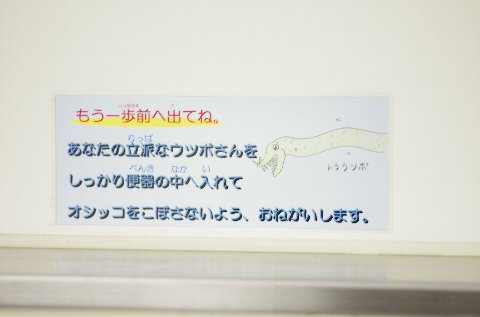 もう一歩前へ出てね。
あなたの立派なウツボさんを
しっかり便器の中へ入れて
オシッコをこぼさないよう、おねがいします。
トラウツボ